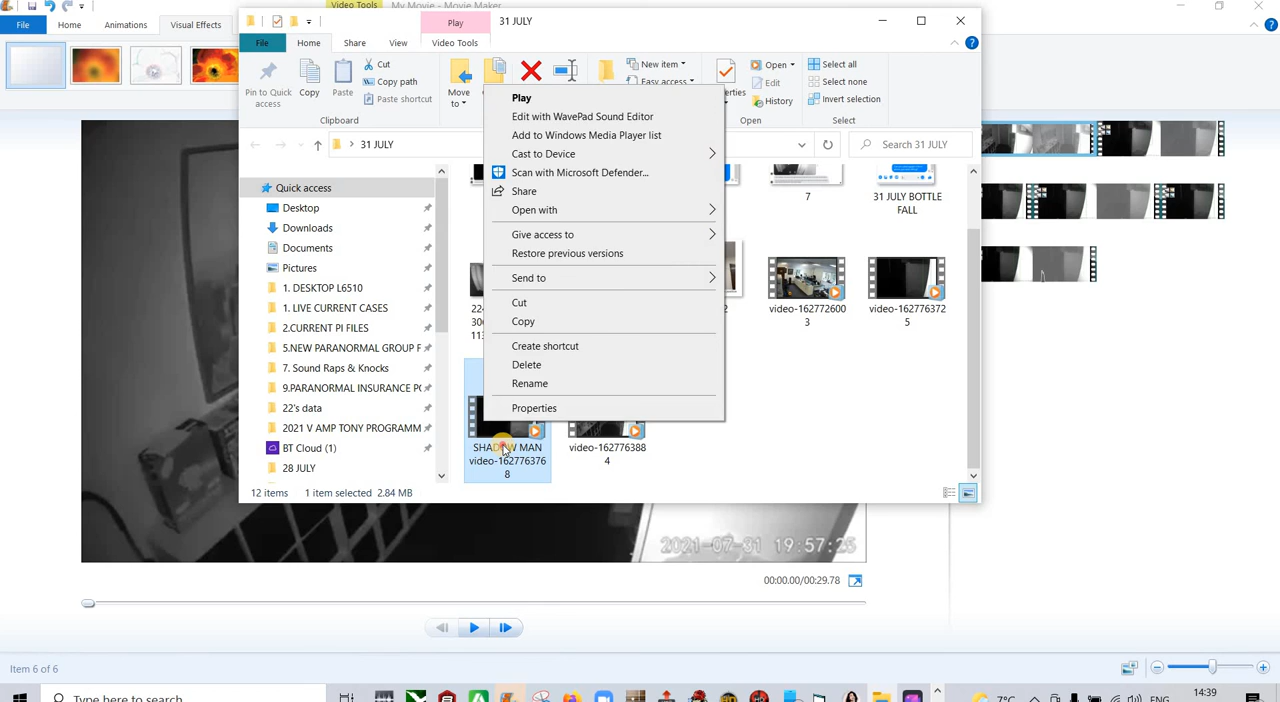 Video Tools
My Movie - Movie Maker
File
Home
Animations
Visual Effects
Play
31 JULY
File
Home
Share
View
Video Tools
Pin to Quick access
Copy
Paste
Cut
Copy path
Paste shortcut
Clipboard
Move to
New item
Easy access
Open
Edit
History
Open
Select all
Select none
Invert selection
Select
31 JULY
Search 31 JULY
Quick access
Desktop
Downloads
Documents
Pictures
1. DESKTOP L6510
1. LIVE CURRENT CASES
2.CURRENT PI FILES
5.NEW PARANORMAL GROUP F
7. Sound Raps & Knocks
9.PARANORMAL INSURANCE PO
22's data
2021 V AMP TONY PROGRAMM
BT Cloud (1)
28 JULY
Play
Edit with WavePad Sound Editor
Add to Windows Media Player list
Cast to Device
Scan with Microsoft Defender...
Share
Open with
Give access to
Restore previous versions
Send to
Cut
Copy
Create shortcut
Delete
Rename
Properties
7
31 JULY BOTTLE
FALL
video-162772600
3
video-162776372
5
SHADOW MAN
video-162776376
8
video-162776388
4
12 items
1 item selected
2.84 MB
2021-07-31 19:57:25
00:00.00/00:29.78
Item 6 of 6
Type here to search
7°C
ENG
14:39